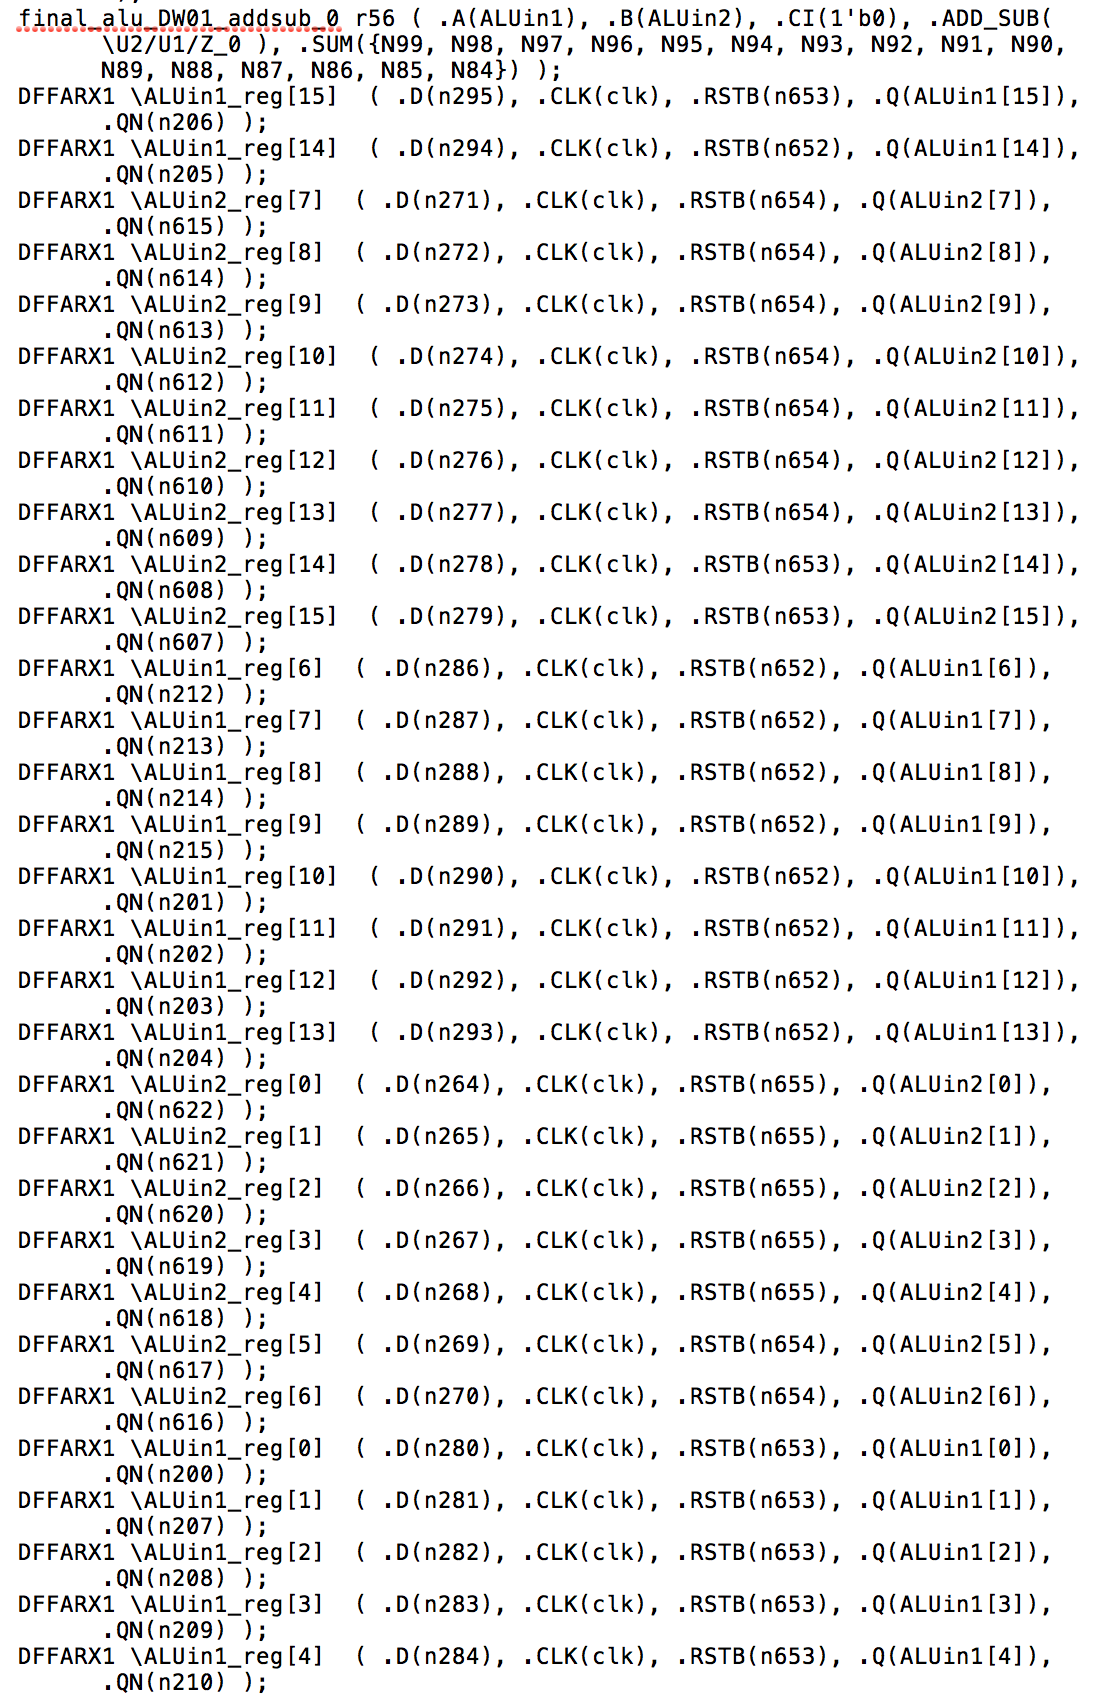 final_alu_DW01_addsub_0 r56 ( .A(ALUin1), .B(ALUin2), .CI(1'b0), .ADD_SUB(
\U2/U1/Z_0 ), .SUM({N99, N98, N97, N96, N95, N94, N93, N92, N91, N90,
N89, N88, N87, N86, N85, N84}) );
DFFARX1 \ALUin1_reg[15]  ( .D(n295), .CLK(clk), .RSTB(n653), .Q(ALUin1[15]),
.QN(n206) );
DFFARX1 \ALUin1_reg[14]  ( .D(n294), .CLK(clk), .RSTB(n652), .Q(ALUin1[14]),
.QN(n205) );
DFFARX1 \ALUin2_reg[7]  ( .D(n271), .CLK(clk), .RSTB(n654), .Q(ALUin2[7]),
.QN(n615) );
DFFARX1 \ALUin2_reg[8]  ( .D(n272), .CLK(clk), .RSTB(n654), .Q(ALUin2[8]),
.QN(n614) );
DFFARX1 \ALUin2_reg[9]  ( .D(n273), .CLK(clk), .RSTB(n654), .Q(ALUin2[9]),
.QN(n613) );
DFFARX1 \ALUin2_reg[10]  ( .D(n274), .CLK(clk), .RSTB(n654), .Q(ALUin2[10]),
.QN(n612) );
DFFARX1 \ALUin2_reg[11]  ( .D(n275), .CLK(clk), .RSTB(n654), .Q(ALUin2[11]),
.QN(n611) );
DFFARX1 \ALUin2_reg[12]  ( .D(n276), .CLK(clk), .RSTB(n654), .Q(ALUin2[12]),
.QN(n610) );
DFFARX1 \ALUin2_reg[13]  ( .D(n277), .CLK(clk), .RSTB(n654), .Q(ALUin2[13]),
.QN(n609) );
DFFARX1 \ALUin2_reg[14]  ( .D(n278), .CLK(clk), .RSTB(n653), .Q(ALUin2[14]),
.QN(n608) );
DFFARX1 \ALUin2_reg[15]  ( .D(n279), .CLK(clk), .RSTB(n653), .Q(ALUin2[15]),
.QN(n607) );
DFFARX1 \ALUin1_reg[6]  ( .D(n286), .CLK(clk), .RSTB(n652), .Q(ALUin1[6]),
.QN(n212) );
DFFARX1 \ALUin1_reg[7]  ( .D(n287), .CLK(clk), .RSTB(n652), .Q(ALUin1[7]),
.QN(n213) );
DFFARX1 \ALUin1_reg[8]  ( .D(n288), .CLK(clk), .RSTB(n652), .Q(ALUin1[8]),
.QN(n214) );
DFFARX1 \ALUin1_reg[9]  ( .D(n289), .CLK(clk), .RSTB(n652), .Q(ALUin1[9]),
.QN(n215) );
DFFARX1 \ALUin1_reg[10]  ( .D(n290), .CLK(clk), .RSTB(n652), .Q(ALUin1[10]),
.QN(n201) );
DFFARX1 \ALUin1_reg[11]  ( .D(n291), .CLK(clk), .RSTB(n652), .Q(ALUin1[11]),
.QN(n202) );
DFFARX1 \ALUin1_reg[12]  ( .D(n292), .CLK(clk), .RSTB(n652), .Q(ALUin1[12]),
.QN(n203) );
DFFARX1 \ALUin1_reg[13]  ( .D(n293), .CLK(clk), .RSTB(n652), .Q(ALUin1[13]),
.QN(n204) );
DFFARX1 \ALUin2_reg[0]  ( .D(n264), .CLK(clk), .RSTB(n655), .Q(ALUin2[0]),
.QN(n622) );
DFFARX1 \ALUin2_reg[1]  ( .D(n265), .CLK(clk), .RSTB(n655), .Q(ALUin2[1]),
.QN(n621) );
DFFARX1 \ALUin2_reg[2]  ( .D(n266), .CLK(clk), .RSTB(n655), .Q(ALUin2[2]),
.QN(n620) );
DFFARX1 \ALUin2_reg[3]  ( .D(n267), .CLK(clk), .RSTB(n655), .Q(ALUin2[3]),
.QN(n619) );
DFFARX1 \ALUin2_reg[4]  ( .D(n268), .CLK(clk), .RSTB(n655), .Q(ALUin2[4]),
.QN(n618) );
DFFARX1 \ALUin2_reg[5]  ( .D(n269), .CLK(clk), .RSTB(n654), .Q(ALUin2[5]),
.QN(n617) );
DFFARX1 \ALUin2_reg[6]  ( .D(n270), .CLK(clk), .RSTB(n654), .Q(ALUin2[6]),
.QN(n616) );
DFFARX1 \ALUin1_reg[0]  ( .D(n280), .CLK(clk), .RSTB(n653), .Q(ALUin1[0]),
.QN(n200) );
DFFARX1 \ALUin1_reg[1]  ( .D(n281), .CLK(clk), .RSTB(n653), .Q(ALUin1[1]),
.QN(n207) );
DFFARX1 \ALUin1_reg[2]  ( .D(n282), .CLK(clk), .RSTB(n653), .Q(ALUin1[2]),
.QN(n208) );
DFFARX1 \ALUin1_reg[3]  ( .D(n283), .CLK(clk), .RSTB(n653), .Q(ALUin1[3]),
.QN(n209) );
DFFARX1 \ALUin1_reg[4]  ( .D(n284), .CLK(clk), .RSTB(n653), .Q(ALUin1[4]),
.QN(n210) );